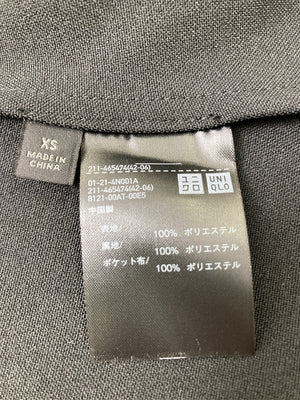 XS
MADE IN
CHINA
211-465474(42-06)
01-21-4N001A
211-465474(42-06)
8121-00AT-00E5
ユニ
クロ
UNI
QLO
中国製
表地/
100% ポリエステル
裏地/
100% ポリエステル
ポケット布/
100% ポリエステル